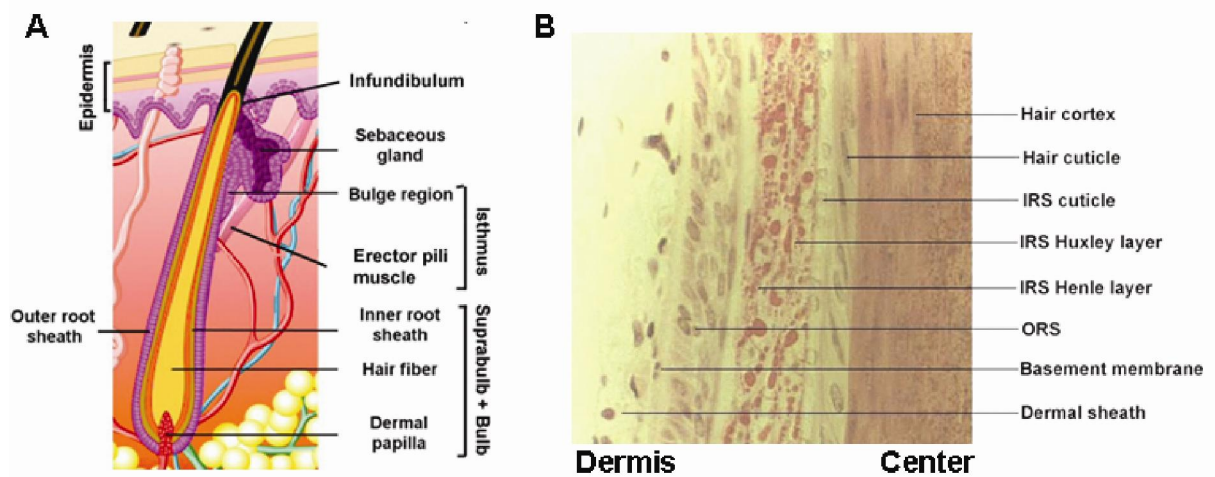 A
Epidermis
Infundibulum
Sebaceous
gland
Bulge region
Erector pili
muscle
Isthmus
Outer root
sheath
Inner root
sheath
Hair fiber
Dermal
papilla
Suprabulb + Bulb
B
Hair cortex
Hair cuticle
IRS cuticle
IRS Huxley layer
IRS Henle layer
ORS
Basement membrane
Dermal sheath
Dermis
Center